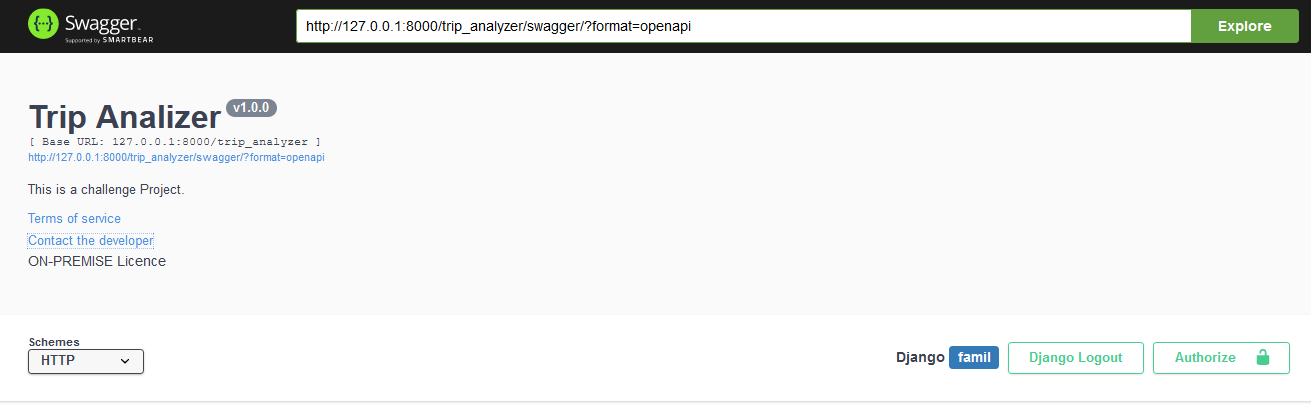 Swagger
Supported by SMARTBEAR
http://127.0.0.1:8000/trip_analyzer/swagger/?format=openapi
Explore
Trip Analizer v1.0.0
[ Base URL: 127.0.0.1:8000/trip_analyzer ]
http://127.0.0.1:8000/trip_analyzer/swagger/?format=openapi
This is a challenge Project.
Terms of service
Contact the developer
ON-PREMISE Licence
Schemes
HTTP
Django famil Django Logout Authorize